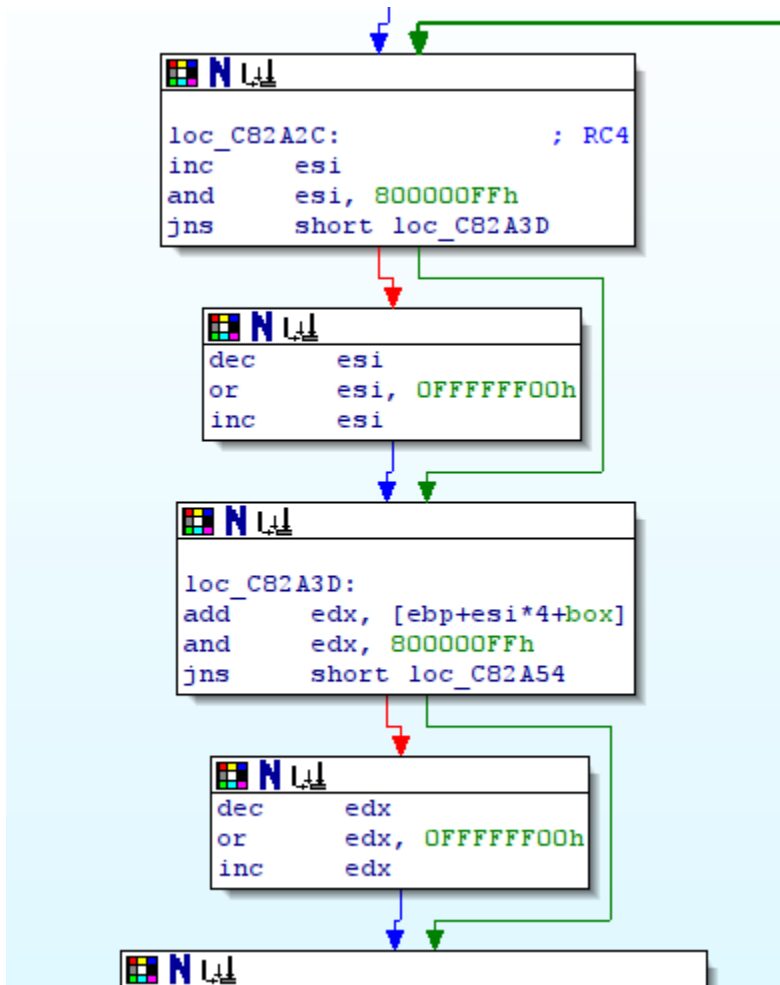 N
loc_C82A2C: ; RC4
inc esi
and esi, 800000FFh
jns short loc_C82A3D
N
dec esi
or esi, 0FFFFFF00h
inc esi
N
loc_C82A3D:
add edx, [ebp+esi*4+box]
and edx, 800000FFh
jns short loc_C82A54
N
dec edx
or edx, 0FFFFFF00h
inc edx
N